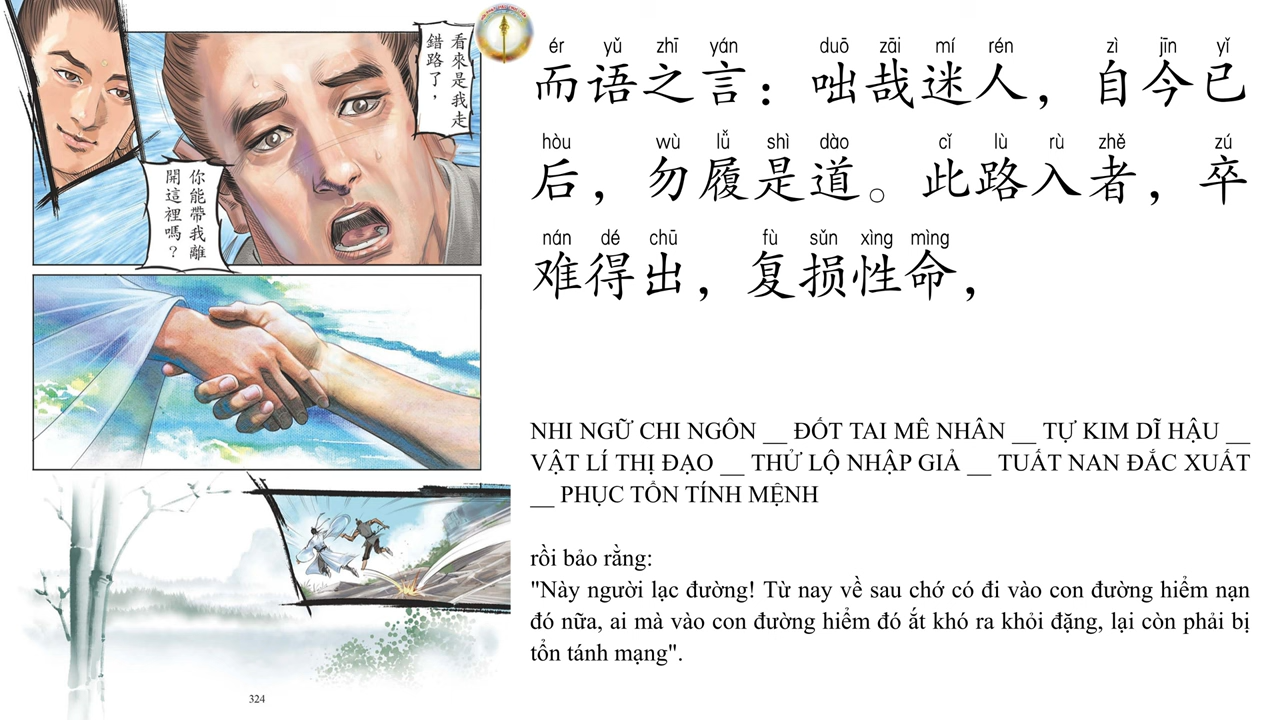 看來是我走
錯路了，
你能帶我離
開這裡嗎？
324
ér yǔ zhī yán duō zāi mí rén zì jīn yǐ
而语之言：咄哉迷人，自今已
hòu wù lǚ shì dào cǐ lù rù zhě zú
后，勿履是道。此路入者，卒
nán dé chū fù sǔn xìng mìng
难得出，复损性命，
NHI NGỮ CHI NGÔN __ ĐỐT TAI MÊ NHÂN __ TỰ KIM DĨ HẬU __
VẬT LÍ THỊ ĐẠO __ THỬ LỘ NHẬP GIẢ __ TUẤT NAN ĐẮC XUẤT
__ PHỤC TỔN TÍNH MỆNH
rồi bảo rằng:
"Này người lạc đường! Từ nay về sau chớ có đi vào con đường hiểm nạn
đó nữa, ai mà vào con đường hiểm đó ắt khó ra khỏi đặng, lại còn phải bị
tổn tánh mạng".